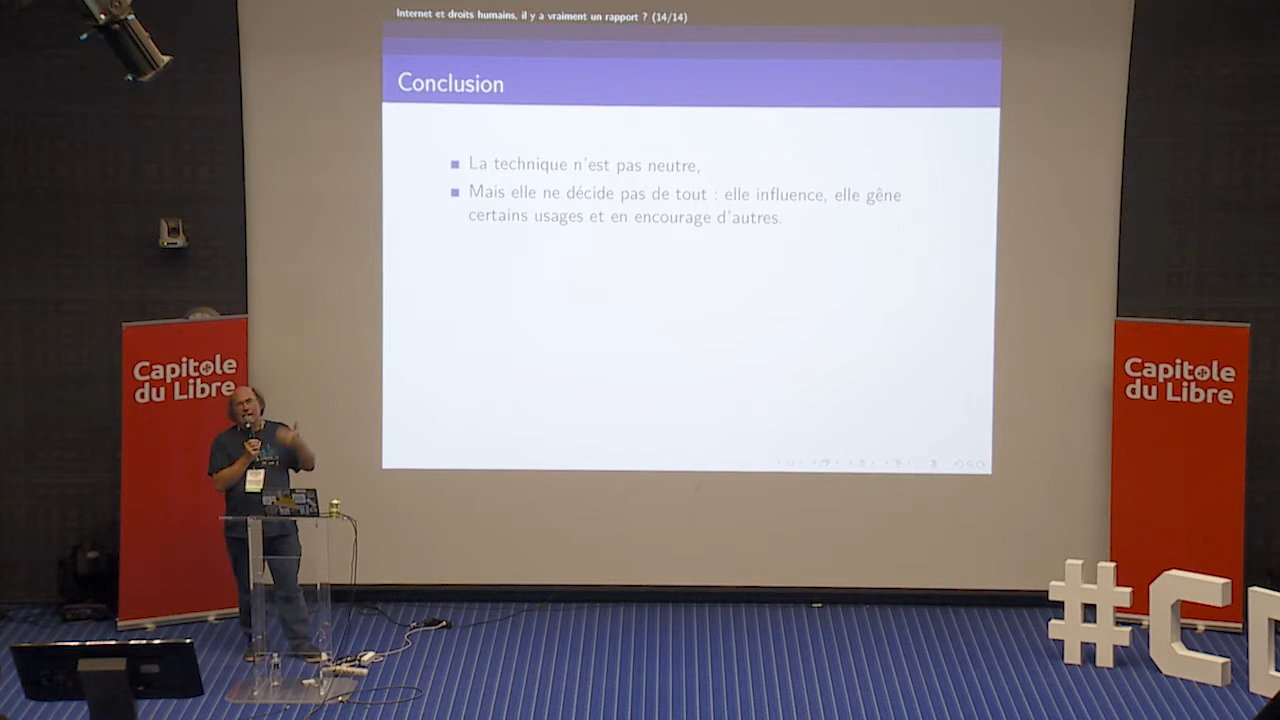 Internet et droits humains, il y a vraiment un rapport ? (14/14)
Conclusion
La technique n'est pas neutre,
Mais elle ne décide pas de tout : elle influence, elle gêne
certains usages et en encourage d'autres.
Capitole
du Libre
Capitole
du Libre
#C